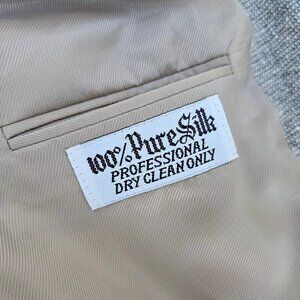 100% Pure Silk
PROFESSIONAL
DRY CLEAN ONLY